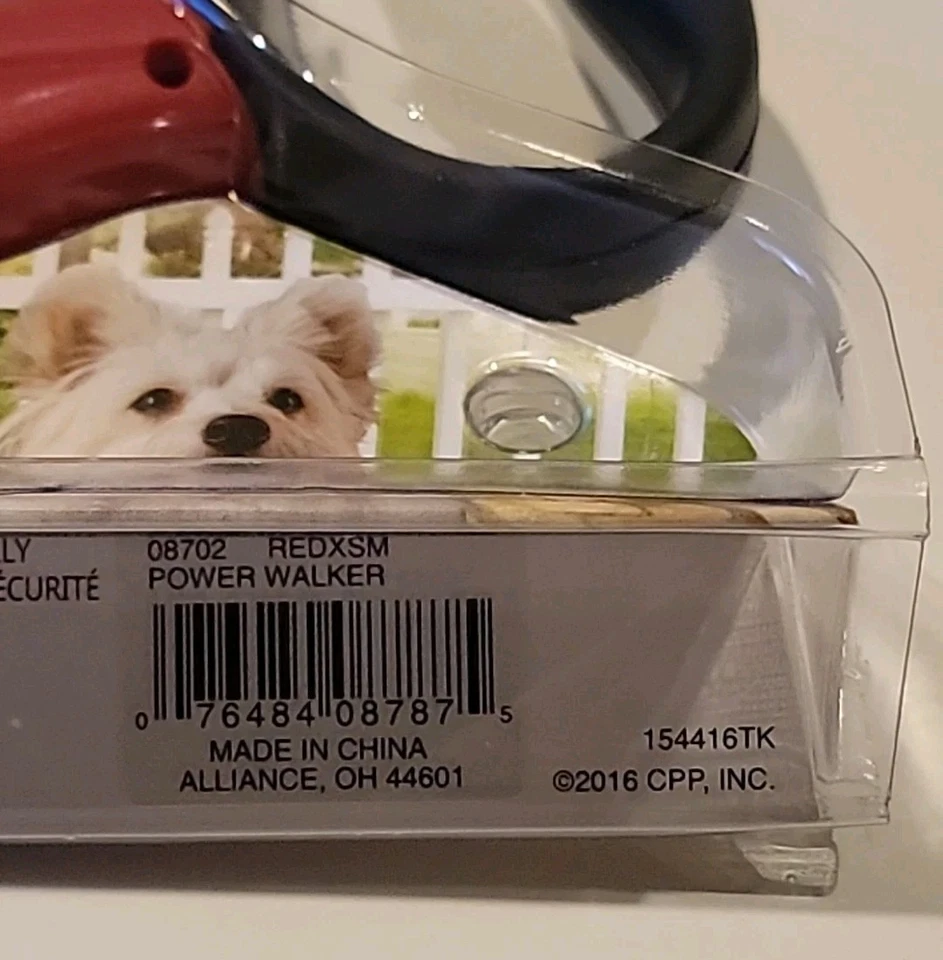 LY
ÉCURITÉ
08702 REDXSM
POWER WALKER
0 76484 08787 5
MADE IN CHINA
ALLIANCE, OH 44601
154416TK
©2016 CPP, INC.